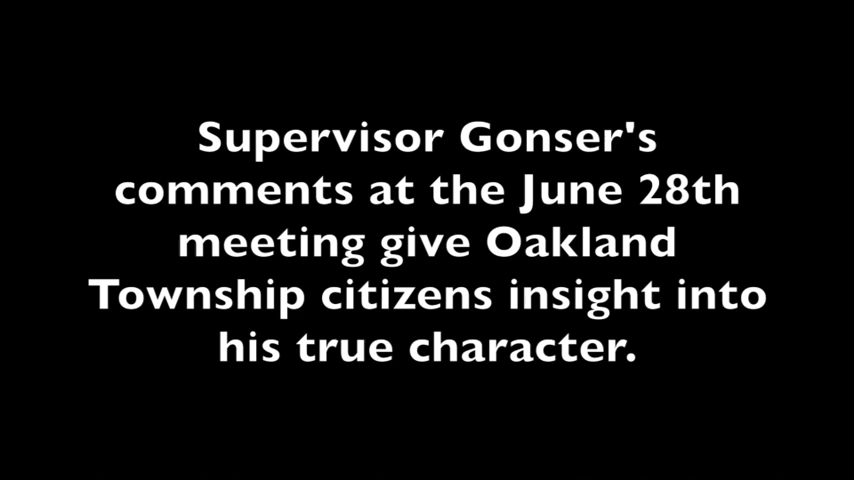 Supervisor Gonser's
comments at the June 28th
meeting give Oakland
Township citizens insight into
his true character.